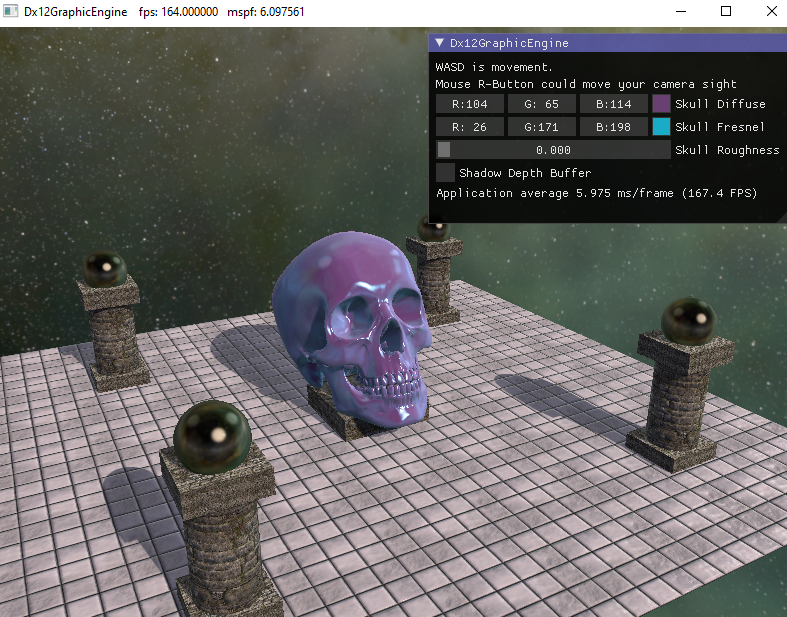 Dx12GraphicEngine fps: 164.000000 mspf: 6.097561
Dx12GraphicEngine
WASD is movement.
Mouse R-Button could move your camera sight
R:104 G: 65 B:114 Skull Diffuse
R: 26 G:171 B:198 Skull Fresnel
0.000 Skull Roughness
Shadow Depth Buffer
Application average 5.975 ms/frame (167.4 FPS)